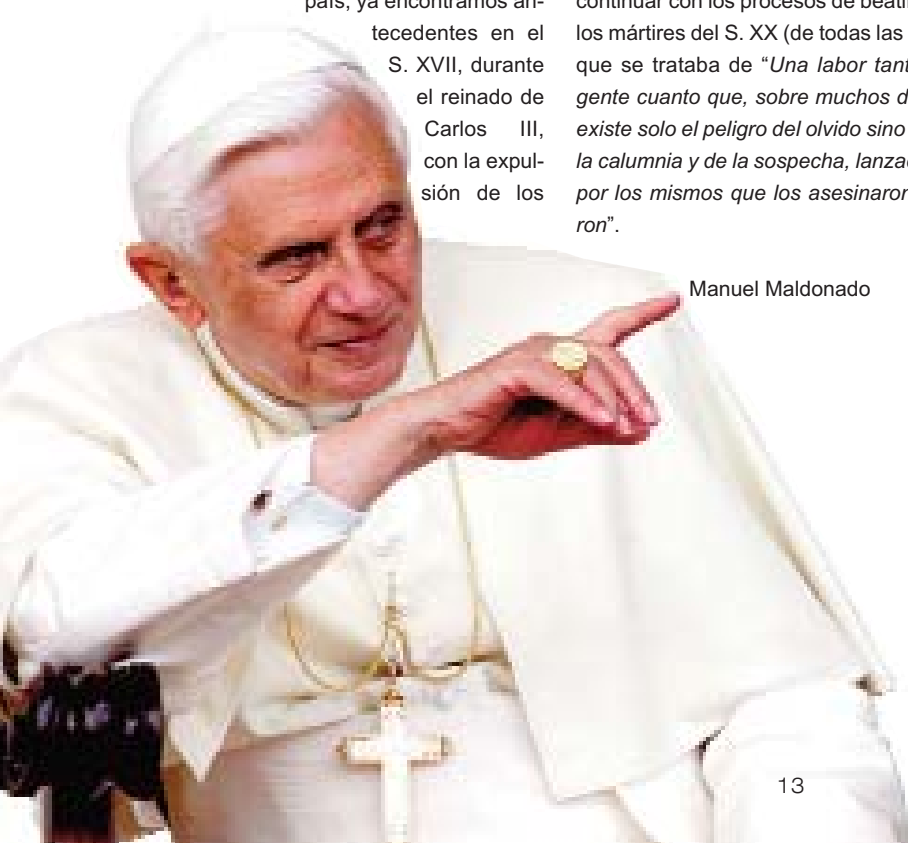 país, ya encontramos an-
tecedentes en el
S. XVII, durante
el reinado de
Carlos III,
con la expul-
sión de los
continuar con los procesos de
los mártires del S. XX (de todas las
que se trataba de “Una labor
gente cuanto que, sobre muchos
existe solo el peligro del olvido sino
la calumnia y de la sospecha,
por los mismos que los asesinaron
ron”.
Manuel Maldonado
13